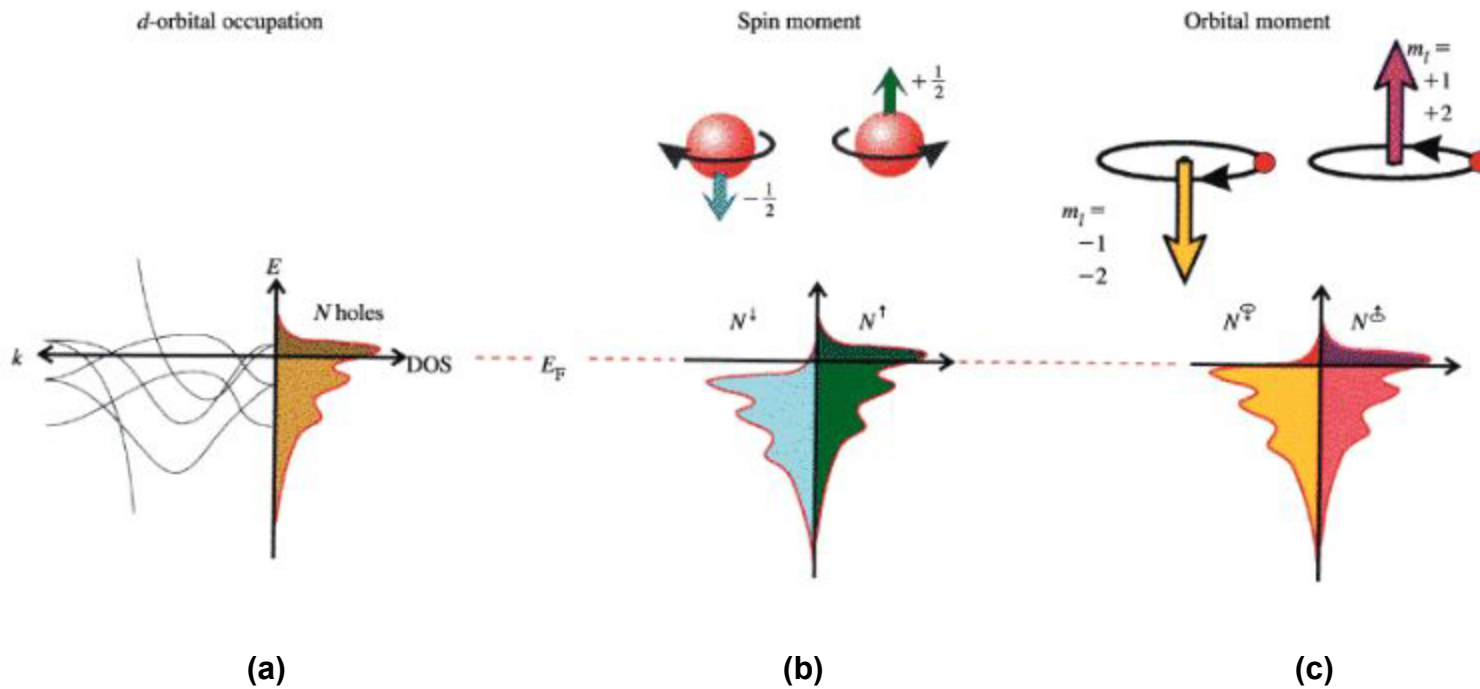 d-orbital occupation
Spin moment
Orbital moment
+1/2
−1/2
m_l =
+1
+2
m_l =
−1
−2
E
N holes
k
DOS
E_F
N↓
N↑
N
N
(a)
(b)
(c)